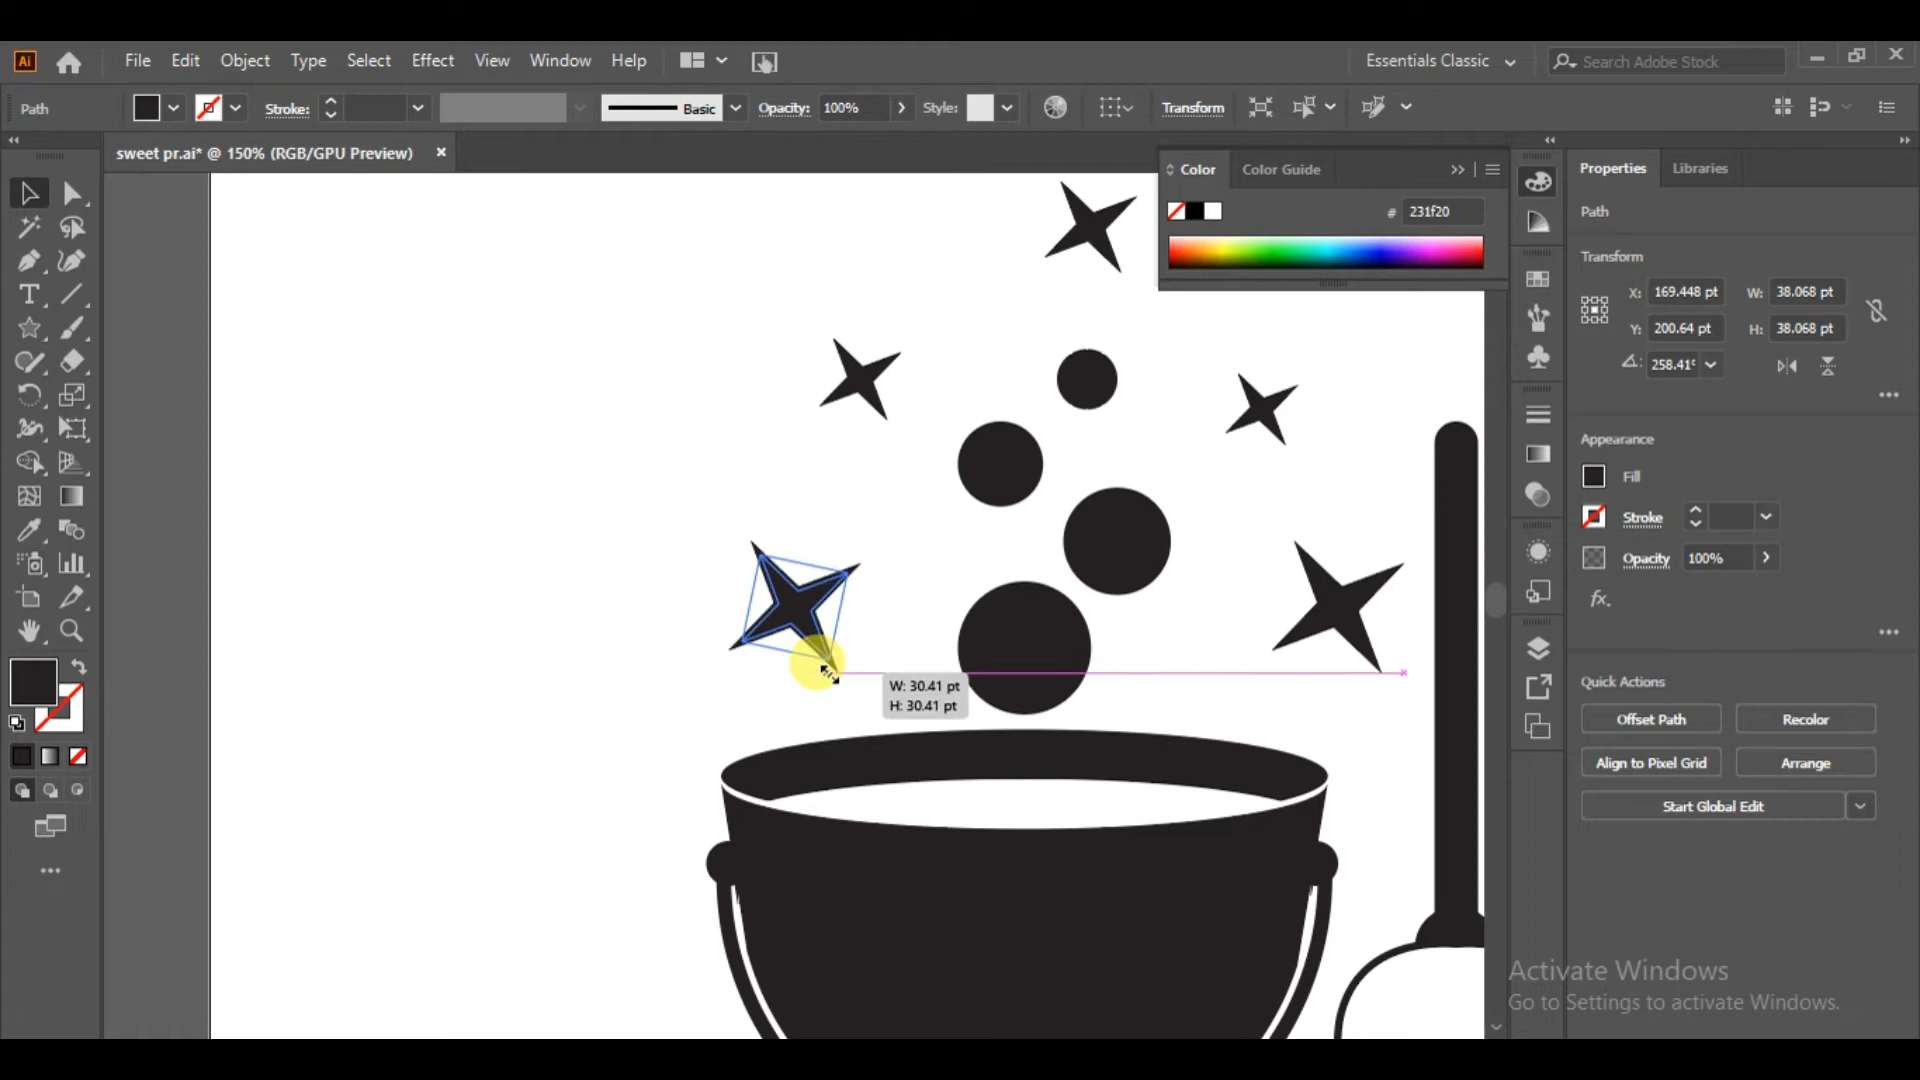 Ai File Edit Object Type Select Effect View Window Help Essentials Classic Search Adobe Stock
Path Stroke: Basic Opacity: 100% Style: Transform
sweet pr.ai* @ 150% (RGB/GPU Preview) ×
Color Color Guide
# 231f20
Properties Libraries
Path
Transform
X: 169.448 pt W: 38.068 pt
Y: 200.64 pt H: 38.068 pt
258.41°
Appearance
Fill
Stroke
Opacity 100%
fx.
Quick Actions
Offset Path Recolor
Align to Pixel Grid Arrange
Start Global Edit
W: 30.41 pt
H: 30.41 pt
Activate Windows
Go to Settings to activate Windows.